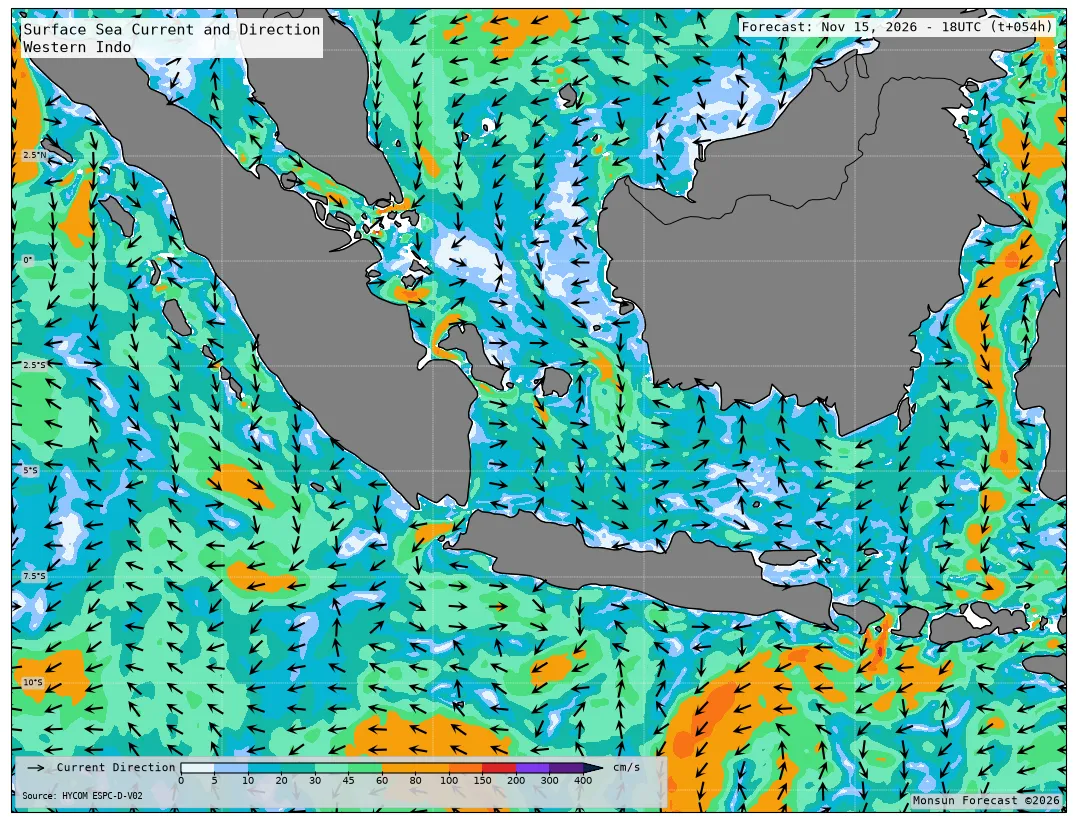 Surface Sea Current and Direction
Western Indo
Forecast: Nov 15, 2026 - 18UTC (t+054h)
2.5°N
0°
2.5°S
5°S
7.5°S
10°S
Current Direction
0 5 10 20 30 45 60 80 100 150 200 300 400 cm/s
Source: HYCOM ESPC-D-V02
Monsun Forecast ©2026